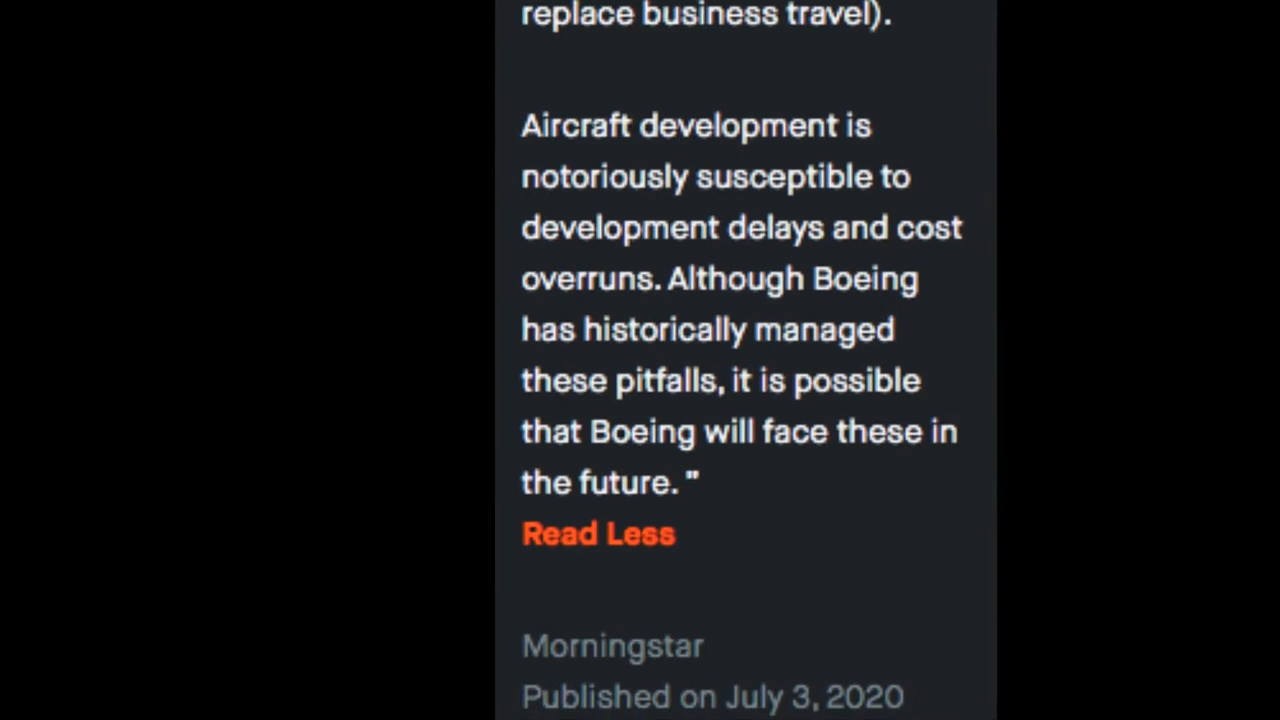 replace business travel).
Aircraft development is
notoriously susceptible to
development delays and cost
overruns. Although Boeing
has historically managed
these pitfalls, it is possible
that Boeing will face these in
the future. ”
Read Less
Morningstar
Published on July 3, 2020